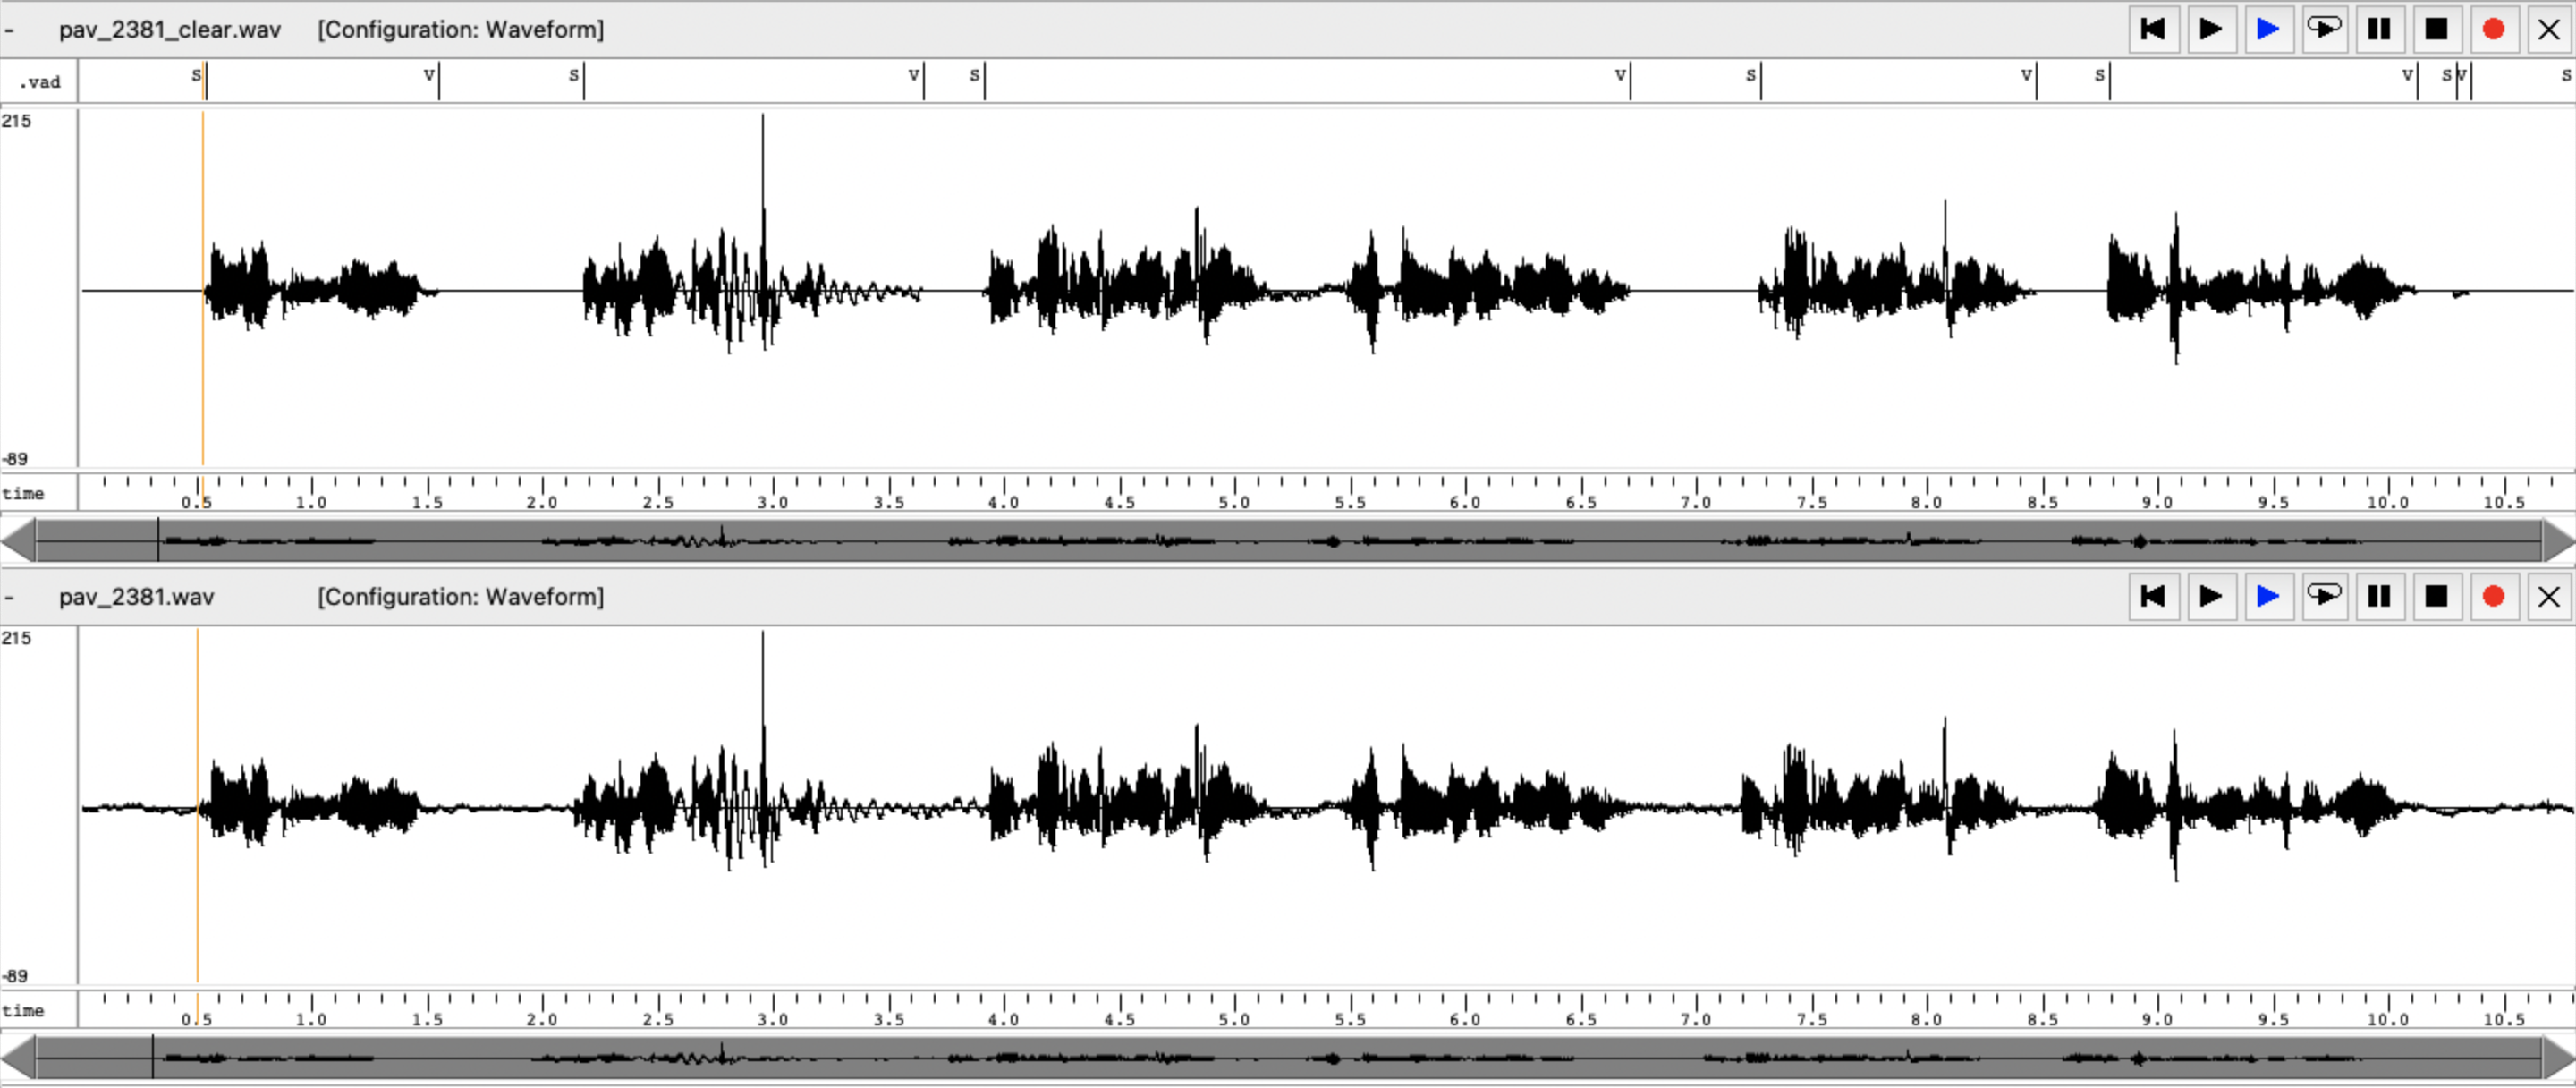 - pav_2381_clear.wav [Configuration: Waveform]
.vad s v s v s v s v s v s v s
215
-89
time 0.5 1.0 1.5 2.0 2.5 3.0 3.5 4.0 4.5 5.0 5.5 6.0 6.5 7.0 7.5 8.0 8.5 9.0 9.5 10.0 10.5
- pav_2381.wav [Configuration: Waveform]
215
-89
time 0.5 1.0 1.5 2.0 2.5 3.0 3.5 4.0 4.5 5.0 5.5 6.0 6.5 7.0 7.5 8.0 8.5 9.0 9.5 10.0 10.5